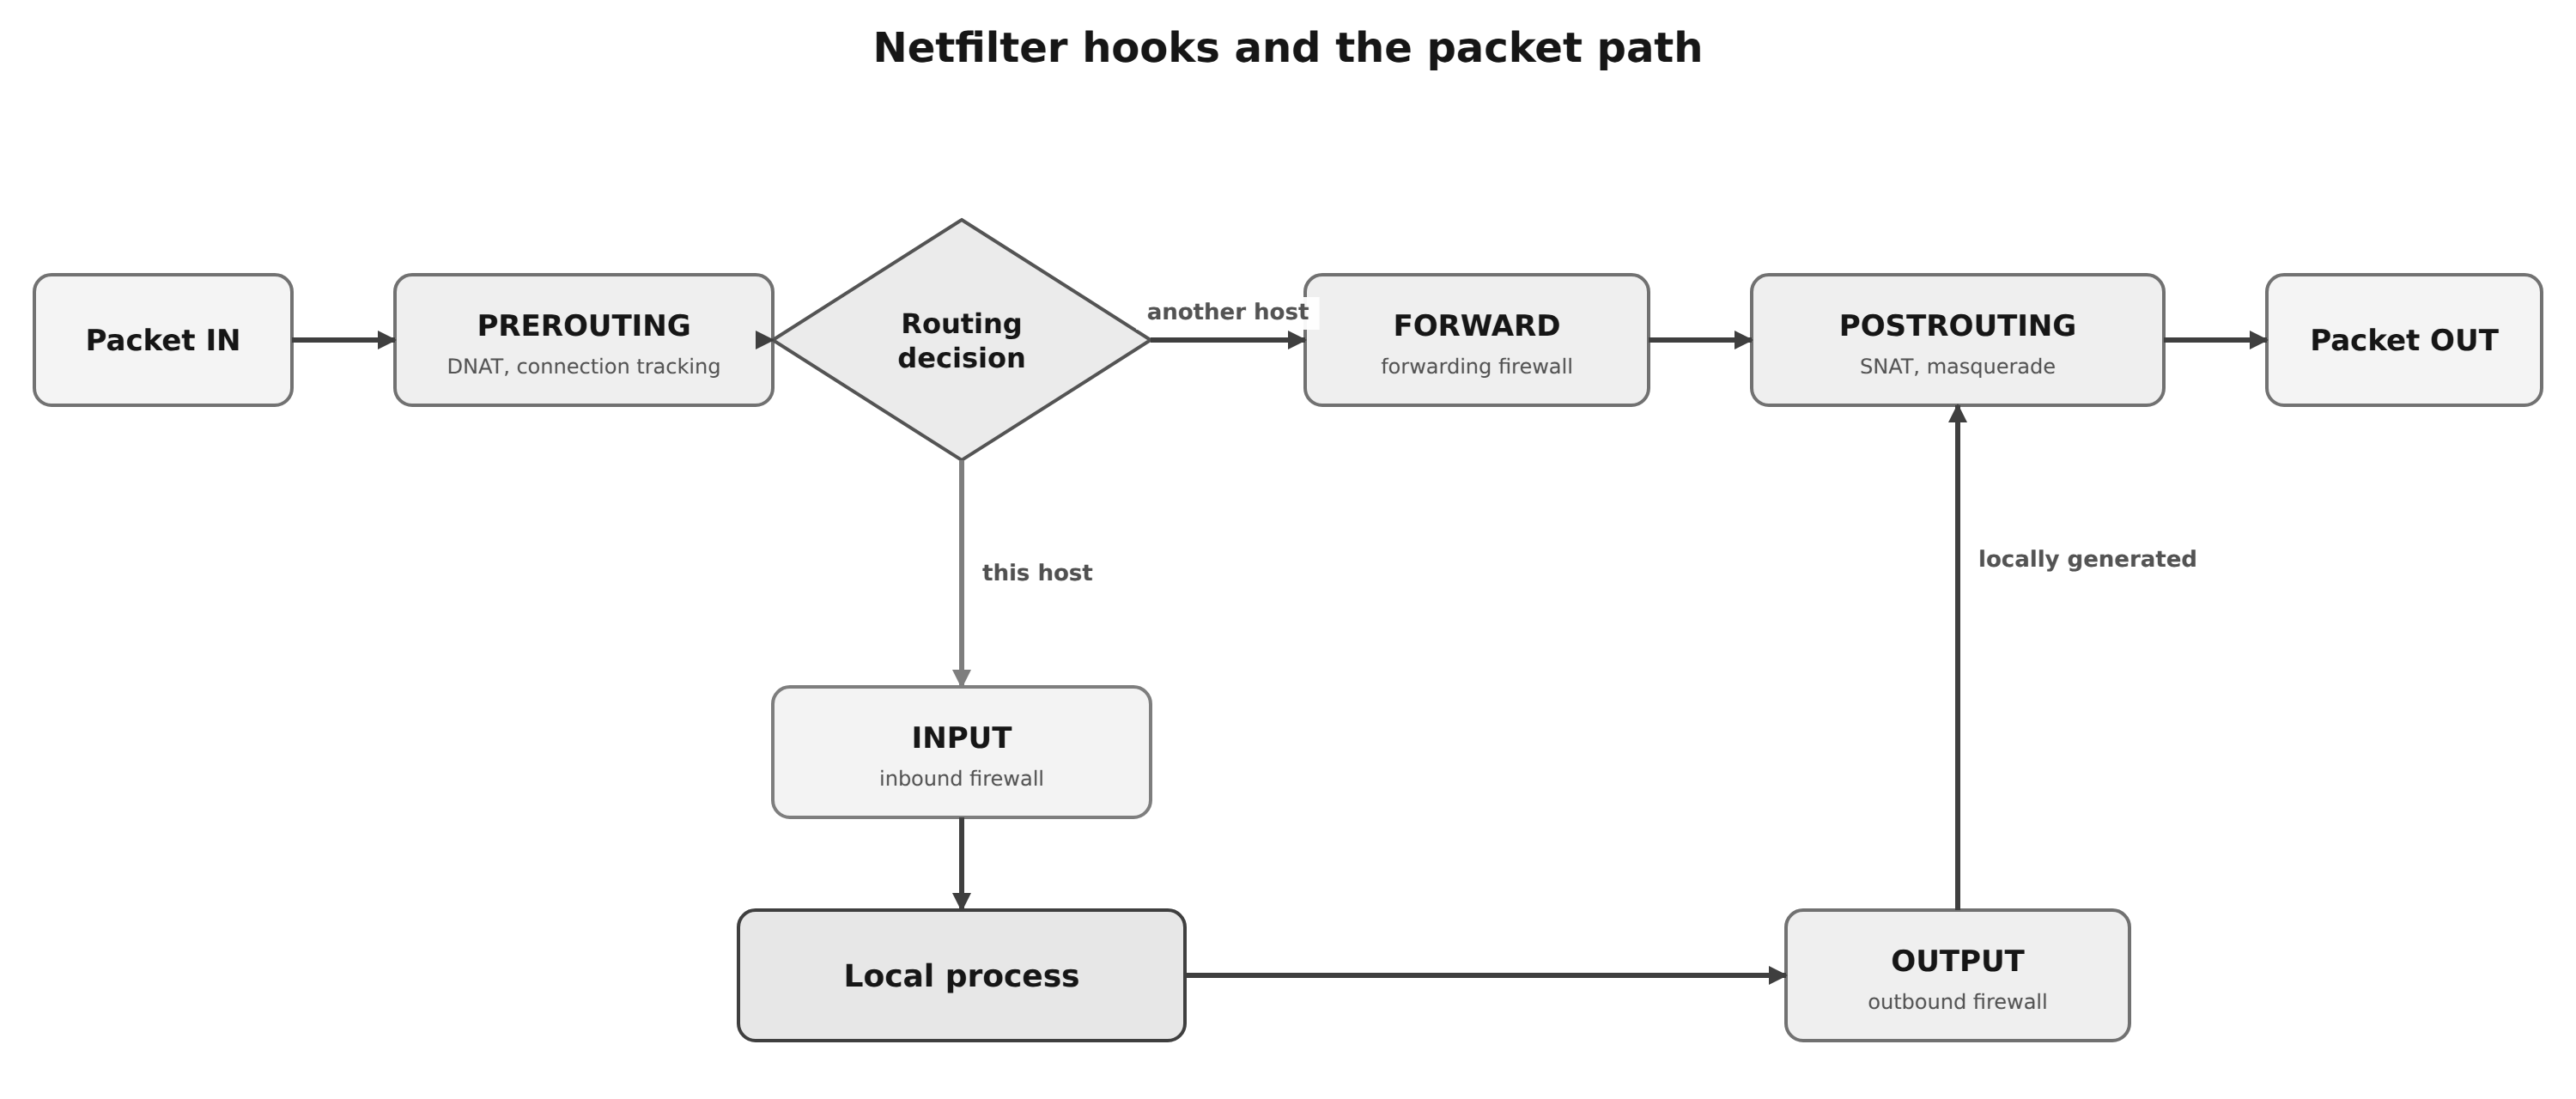 Netfilter hooks and the packet path
Packet IN
PREROUTING
DNAT, connection tracking
Routing
decision
another host
FORWARD
forwarding firewall
POSTROUTING
SNAT, masquerade
Packet OUT
this host
locally generated
INPUT
inbound firewall
Local process
OUTPUT
outbound firewall